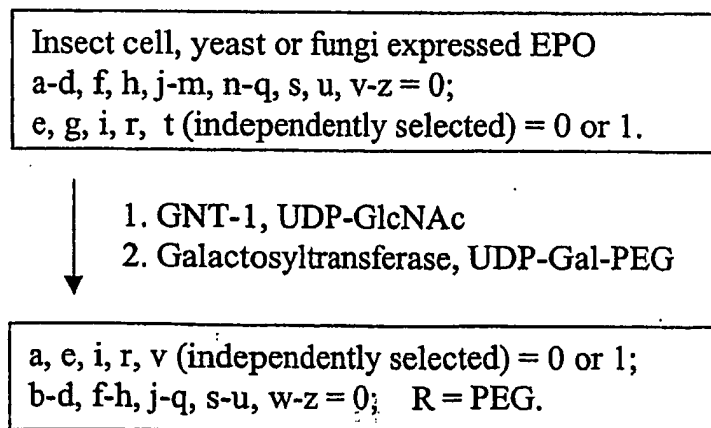 Insect cell, yeast or fungi expressed EPO
a-d, f, h, j-m, n-q, s, u, v-z = 0;
e, g, i, r, t (independently selected) = 0 or 1.
1. GNT-1, UDP-GlcNAc
2. Galactosyltransferase, UDP-Gal-PEG
a, e, i, r, v (independently selected) = 0 or 1;
b-d, f-h, j-q, s-u, w-z = 0; R = PEG.